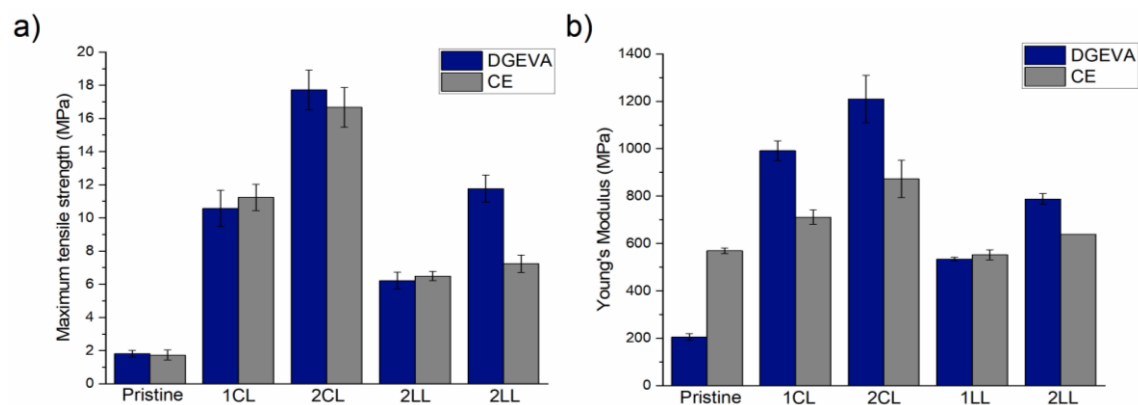 a)
Maximum tensile strength (MPa)
20
18
16
14
12
10
8
6
4
2
0
DGEVA
CE
Pristine 1CL 2CL 2LL 2LL
b)
Young's Modulus (MPa)
1400
1200
1000
800
600
400
200
0
DGEVA
CE
Pristine 1CL 2CL 1LL 2LL